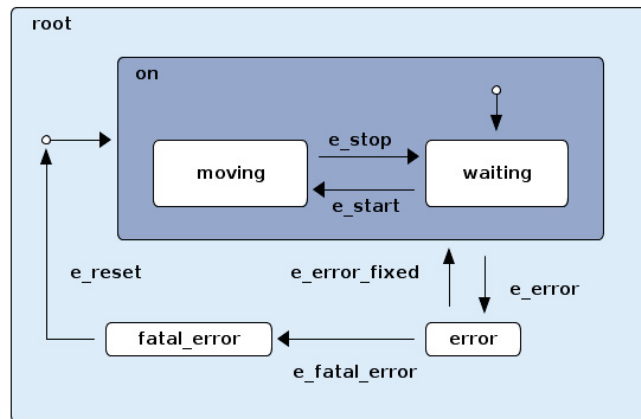 root
on
e_stop
moving
waiting
e_start
e_reset
e_error_fixed
e_error
fatal_error
error
e_fatal_error